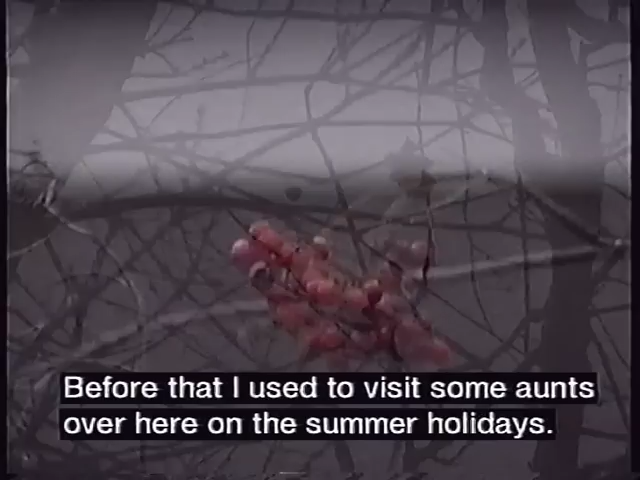 Before that I used to visit some aunts
over here on the summer holidays.